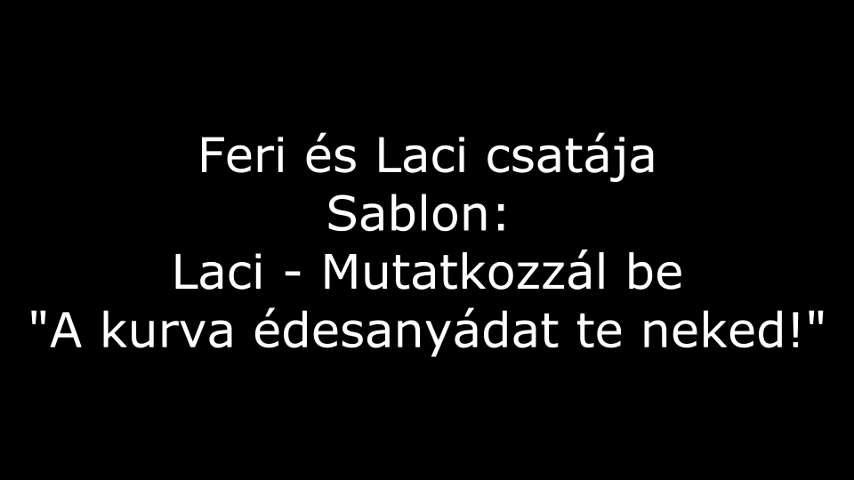 Feri és Laci csatája
Sablon:
Laci - Mutatkozzál be
"A kurva édesanyádat te neked!"